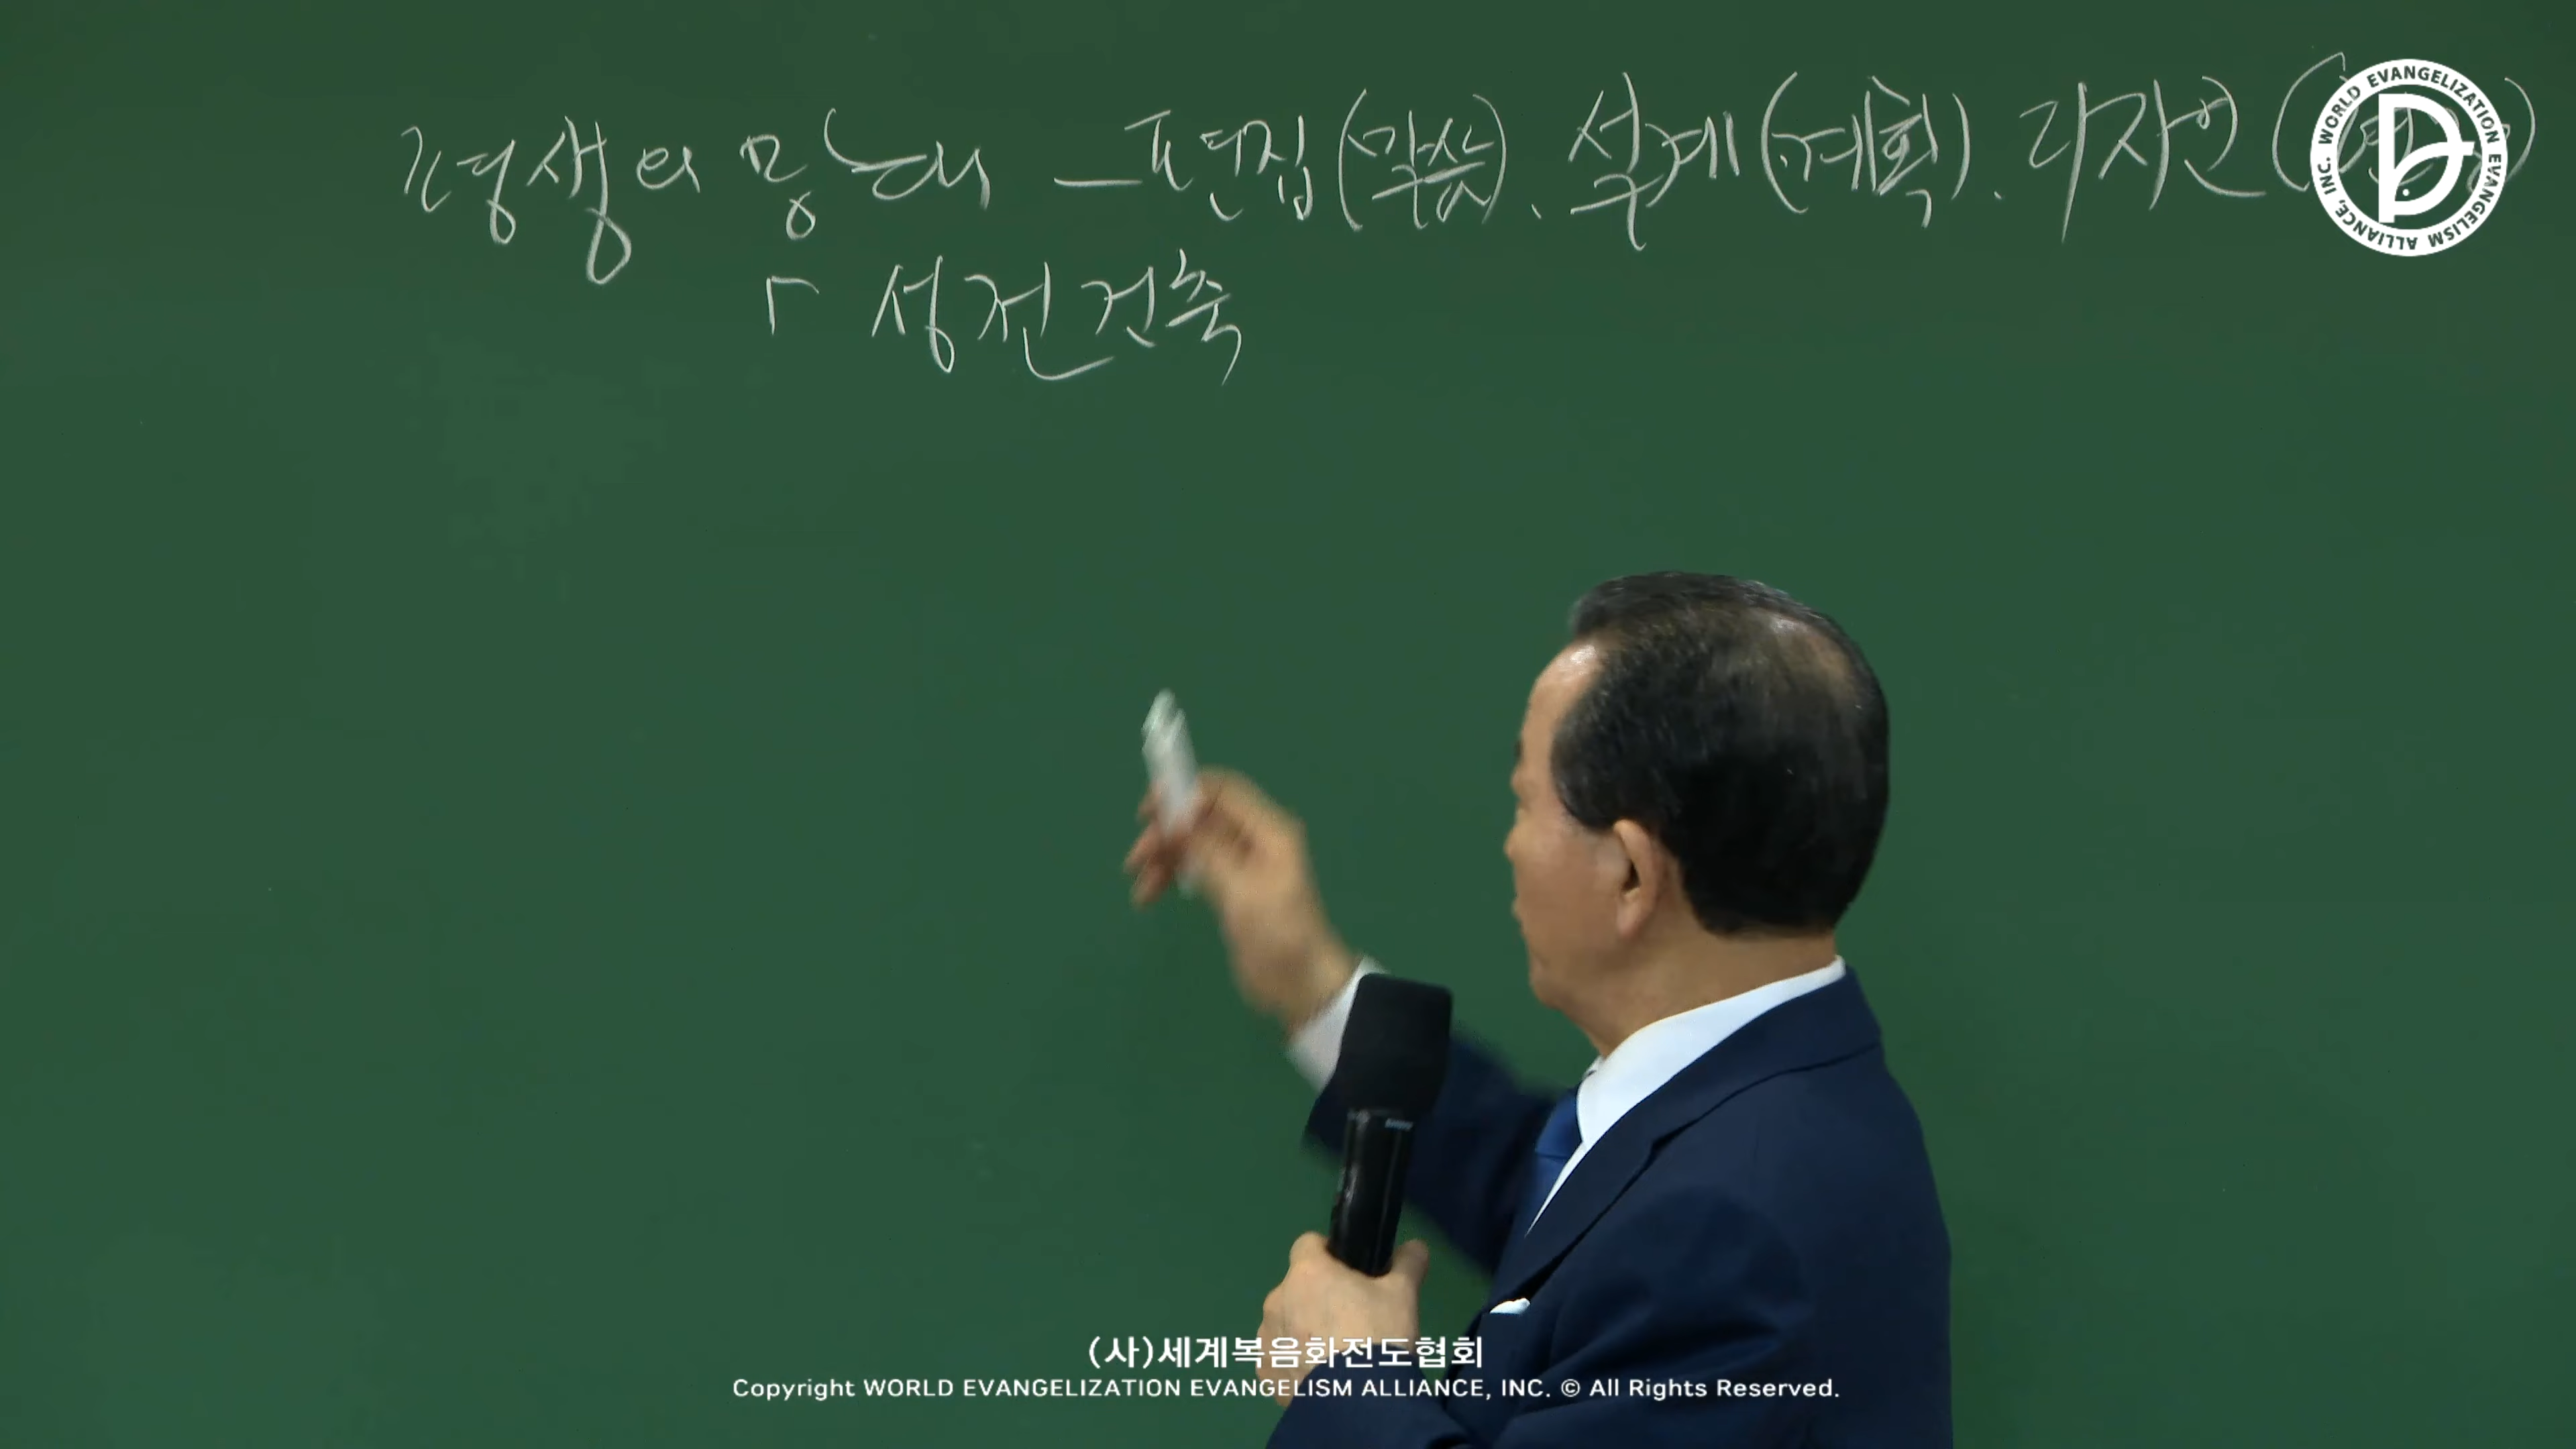 평생의 망대 — 편집(말씀). 설계(계획). 디자인(
「 성전건축
WORLD EVANGELIZATION EVANGELISM ALLIANCE, INC.
(사)세계복음화전도협회
Copyright WORLD EVANGELIZATION EVANGELISM ALLIANCE, INC. © All Rights Reserved.